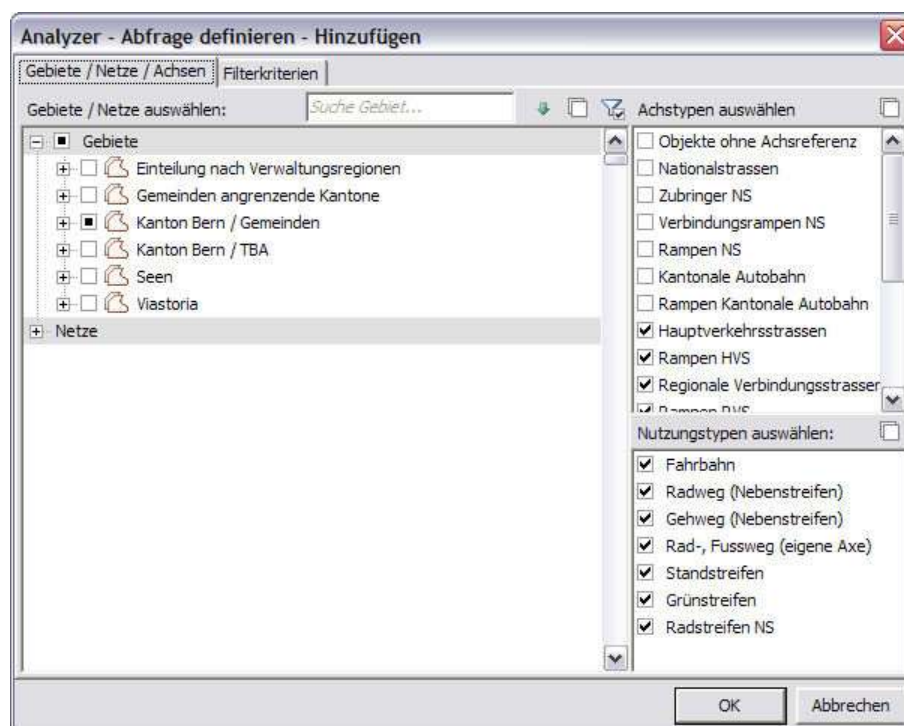 Analyzer - Abfrage definieren - Hinzufügen
Gebiete / Netze / Achsen
Filterkriterien
Gebiete / Netze auswählen:
Suche Gebiet...
Gebiete
Einteilung nach Verwaltungsregionen
Gemeinden angrenzende Kantone
Kanton Bern / Gemeinden
Kanton Bern / TBA
Seen
Viastoria
Netze
Achstypen auswählen
Objekte ohne Achsreferenz
Nationalstrassen
Zubringer NS
Verbindungsrampen NS
Rampen NS
Kantonale Autobahn
Rampen Kantonale Autobahn
Hauptverkehrsstrassen
Rampen HVS
Regionale Verbindungsstrassen
Rampen RVS
Nutzungstypen auswählen:
Fahrbahn
Radweg (Nebenstreifen)
Gehweg (Nebenstreifen)
Rad-, Fussweg (eigene Axe)
Standstreifen
Grünstreifen
Radstreifen NS
OK
Abbrechen